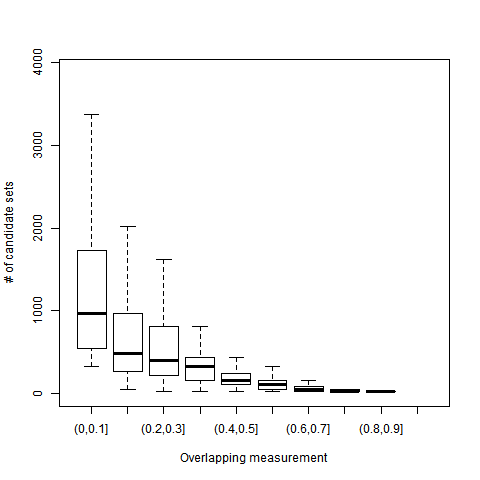 4000
3000
2000
1000
0
# of candidate sets
(0,0.1] (0.2,0.3] (0.4,0.5] (0.6,0.7] (0.8,0.9]
Overlapping measurement